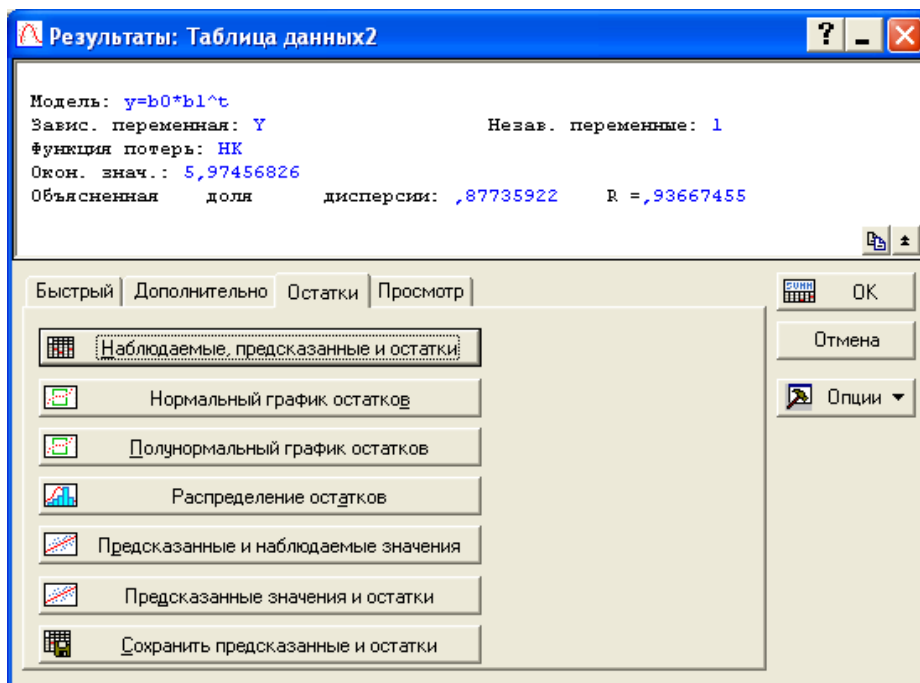 Результаты: Таблица данных2
Модель: y=b0*b1^t
Завис. переменная: Y Незав. переменные: 1
Функция потерь: НК
Окон. знач.: 5,97456826
Объясненная доля дисперсии: ,87735922 R =,93667455
Быстрый Дополнительно Остатки Просмотр
Наблюдаемые, предсказанные и остатки
Нормальный график остатков
Полунормальный график остатков
Распределение остатков
Предсказанные и наблюдаемые значения
Предсказанные значения и остатки
Сохранить предсказанные и остатки
OK
Отмена
Опции